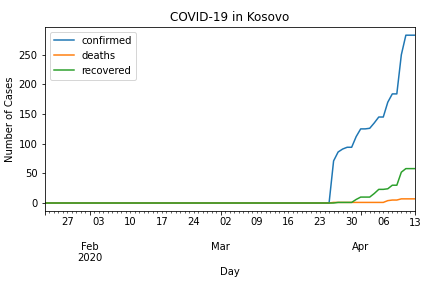 COVID-19 in Kosovo
confirmed
deaths
recovered
250
200
150
100
50
0
Number of Cases
27 03 10 17 24 02 09 16 23 30 06 13
Feb Mar Apr
2020
Day